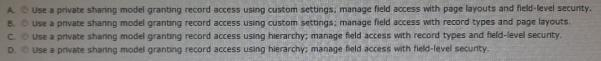 A. Use a private sharing model granting record access using custom settings; manage field access with page layouts and field-level security.
B. Use a private sharing model granting record access using custom settings; manage field access with record types and page layouts.
C. Use a private sharing model granting record access using hierarchy; manage field access with record types and field-level security.
D. Use a private sharing model granting record access using hierarchy; manage field access with field-level security.